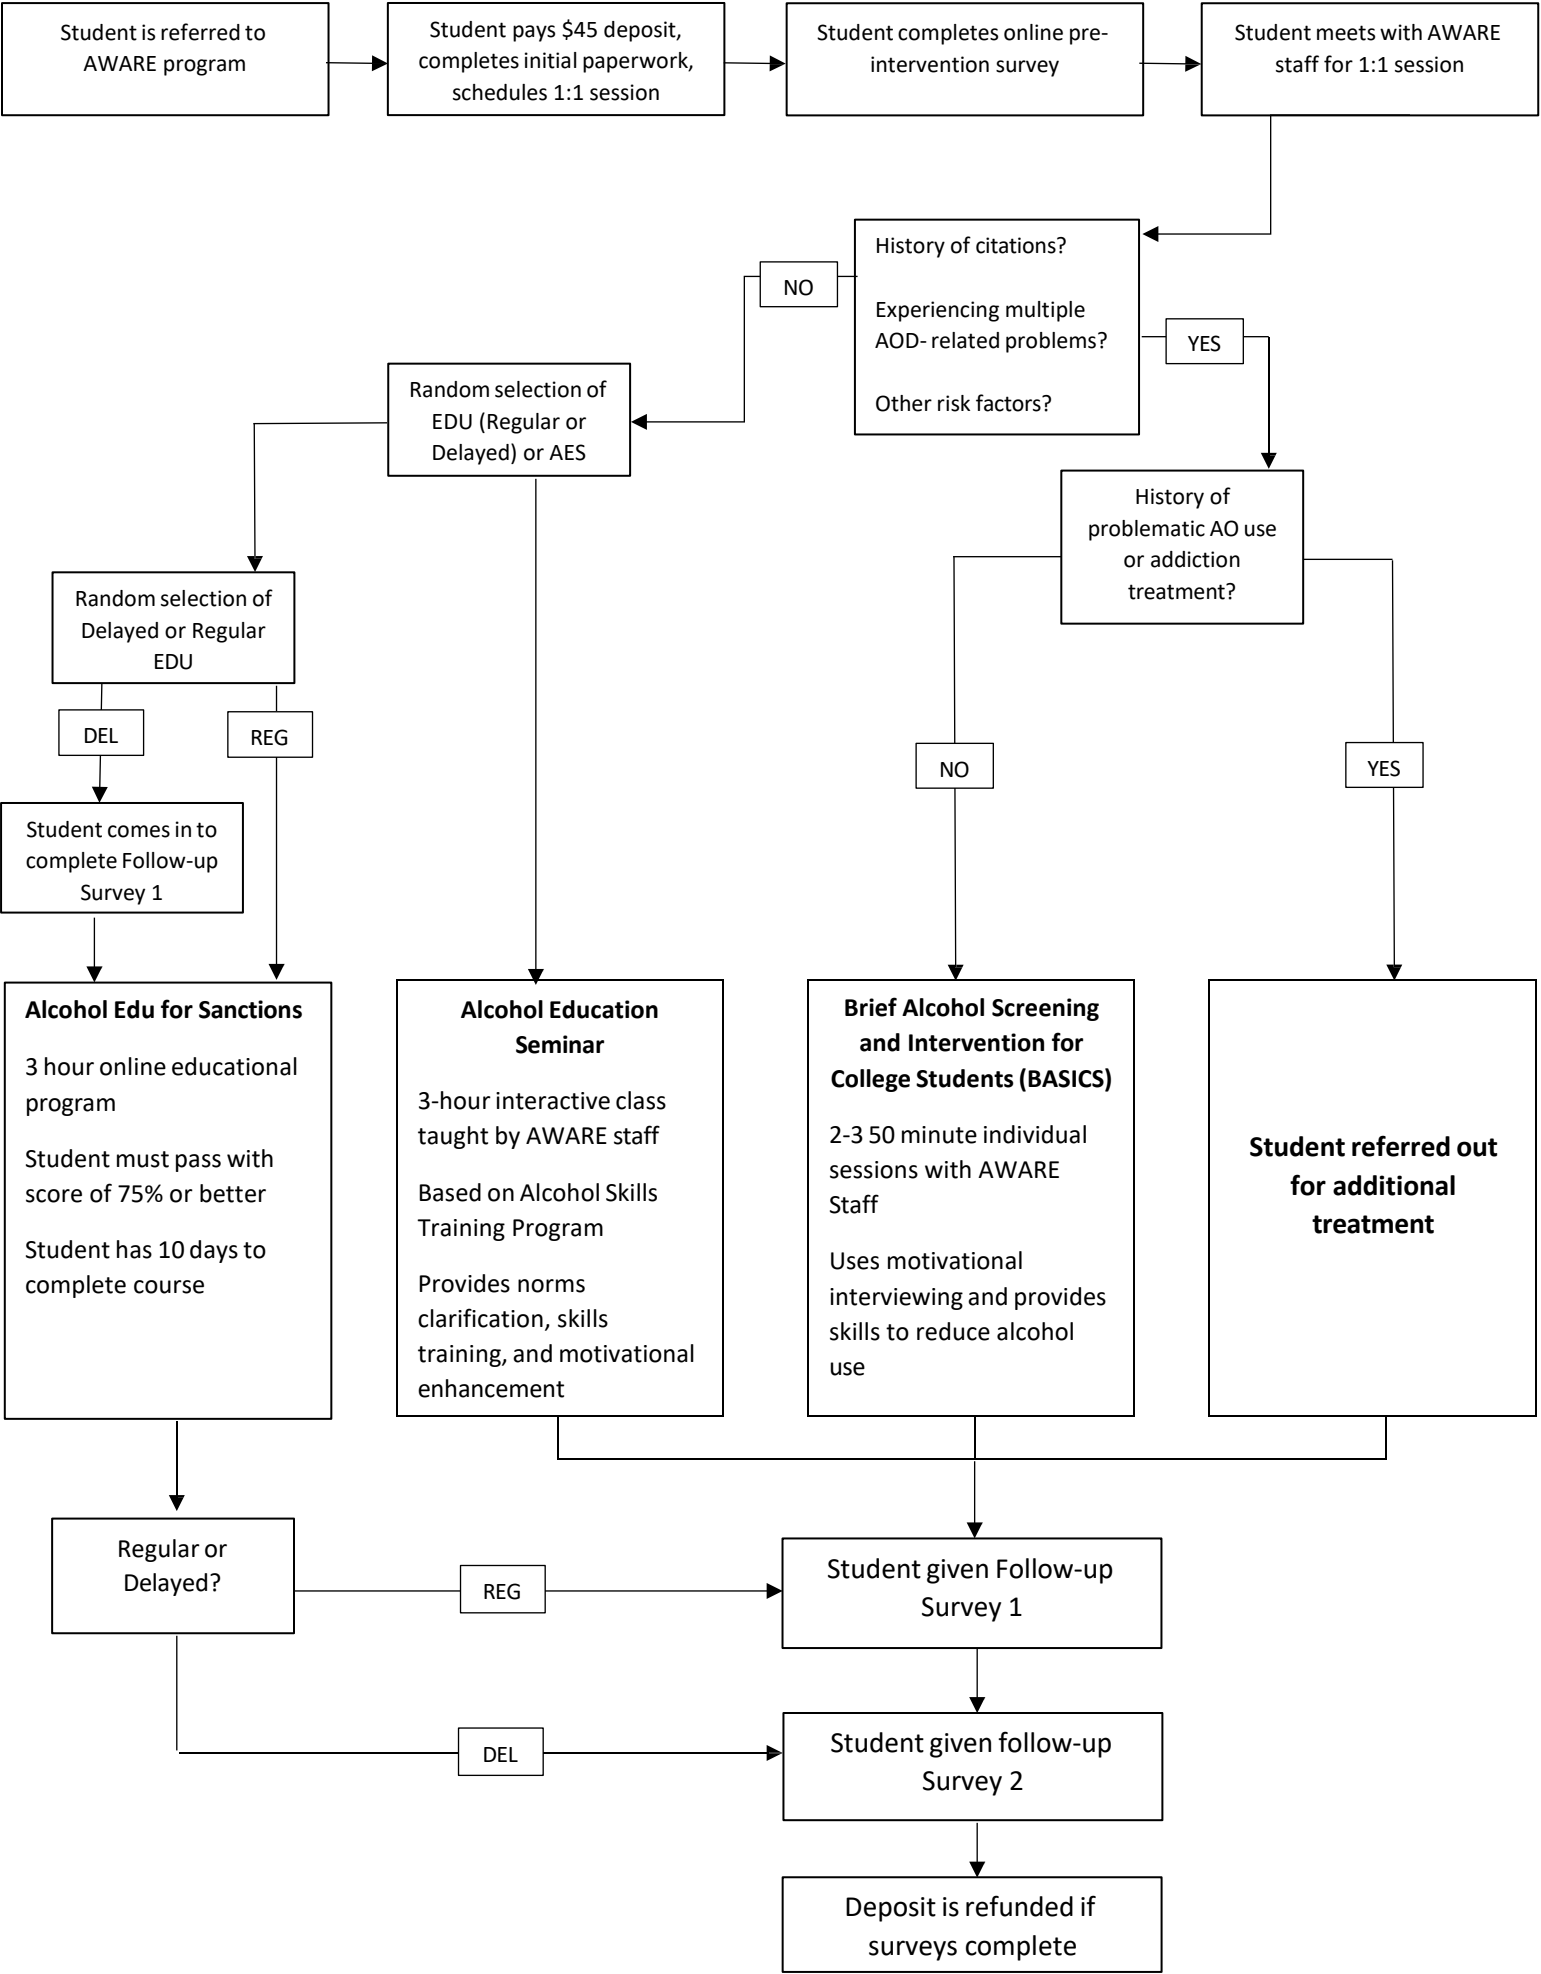 Student is referred to
AWARE program
Student pays $45 deposit,
completes initial paperwork,
schedules 1:1 session
Student completes online pre-
intervention survey
Student meets with AWARE
staff for 1:1 session
History of citations?
Experiencing multiple
AOD- related problems?
Other risk factors?
NO
YES
Random selection of
EDU (Regular or
Delayed) or AES
History of
problematic AO use
or addiction
treatment?
Random selection of
Delayed or Regular
EDU
DEL
REG
NO
YES
Student comes in to
complete Follow-up
Survey 1
Alcohol Edu for Sanctions
3 hour online educational
program
Student must pass with
score of 75% or better
Student has 10 days to
complete course
Alcohol Education
Seminar
3-hour interactive class
taught by AWARE staff
Based on Alcohol Skills
Training Program
Provides norms
clarification, skills
training, and motivational
enhancement
Brief Alcohol Screening
and Intervention for
College Students (BASICS)
2-3 50 minute individual
sessions with AWARE
Staff
Uses motivational
interviewing and provides
skills to reduce alcohol
use
Student referred out
for additional
treatment
Regular or
Delayed?
REG
Student given Follow-up
Survey 1
DEL
Student given follow-up
Survey 2
Deposit is refunded if
surveys complete